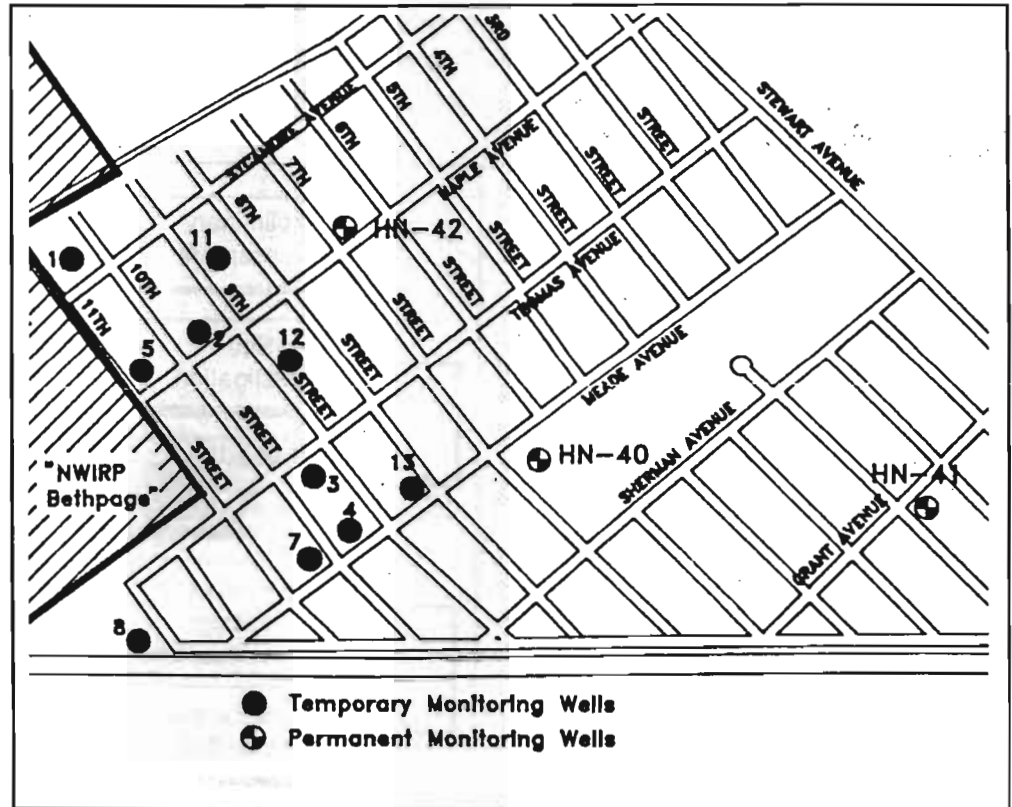 3RD
4TH
5TH
6TH
7TH
8TH
9TH
10TH
11TH
SYCAMORE AVENUE
MAPLE AVENUE
STEWART AVENUE
STREET
STREET
STREET
STREET
STREET
STREET
STREET
STREET
STREET
STREET
STREET
TIMMAS AVENUE
MEADE AVENUE
SHERMAN AVENUE
GRANT AVENUE
HN-42
HN-40
HN-41
1
11
2
5
12
3
13
4
7
8
"NWIRP
Bethpage"
Temporary Monitoring Wells
Permanent Monitoring Wells